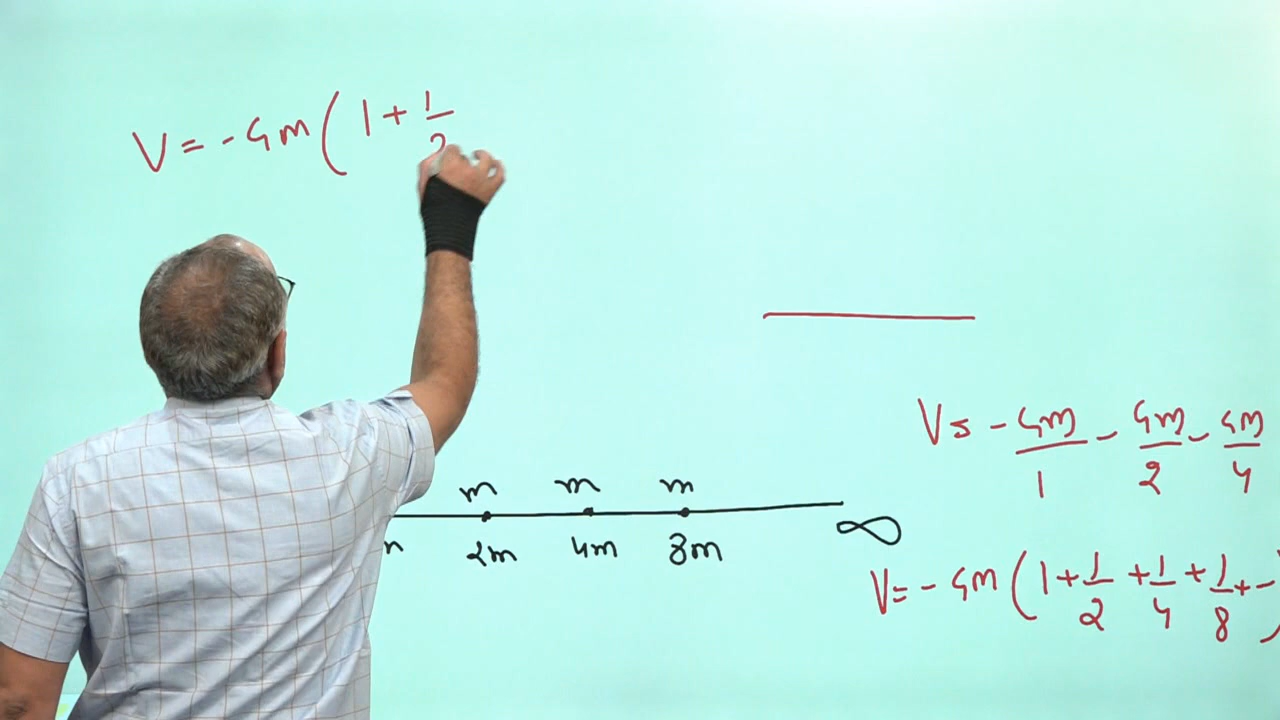 V = - Gm ( 1 + 1/2
V = - Gm/1 - Gm/2 - Gm/4
m m m
∞
m 2m 4m 8m
V = - Gm ( 1 + 1/2 + 1/4 + 1/8 + - )